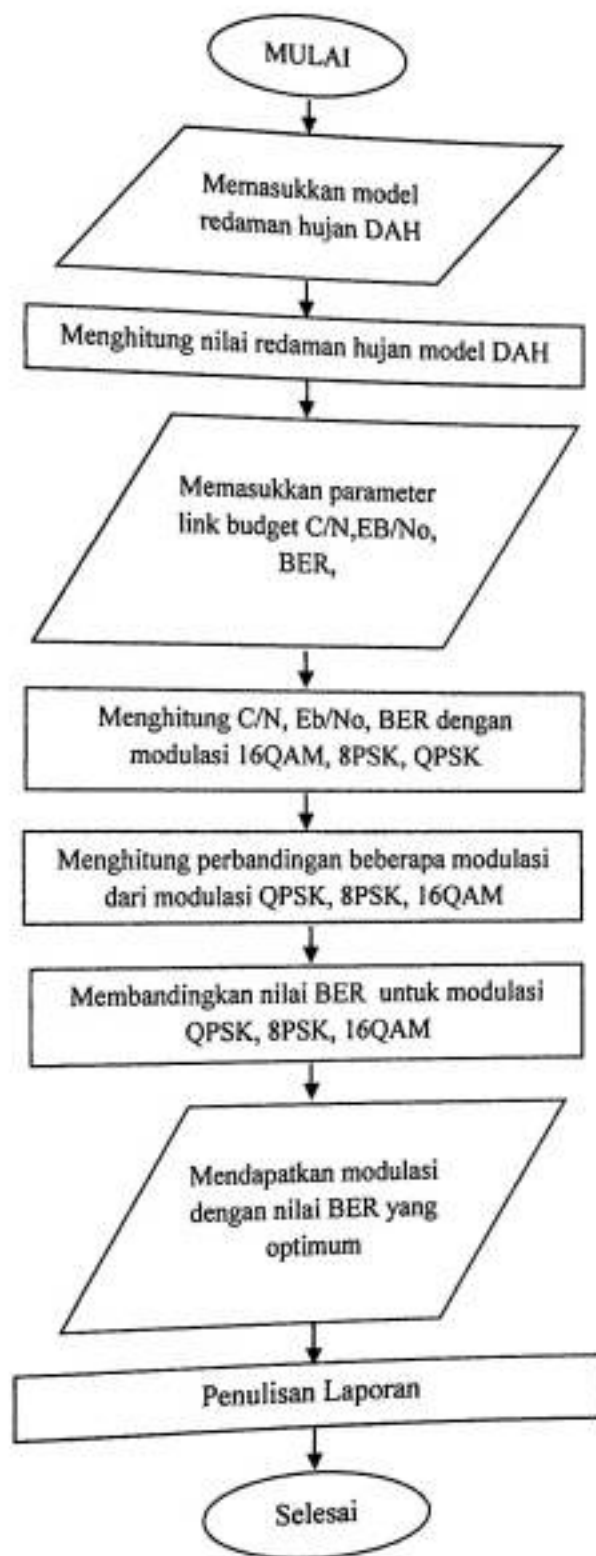 MULAI
Memasukkan model
redaman hujan DAH
Menghitung nilai redaman hujan model DAH
Memasukkan parameter
link budget C/N,EB/No,
BER,
Menghitung C/N, Eb/No, BER dengan
modulasi 16QAM, 8PSK, QPSK
Menghitung perbandingan beberapa modulasi
dari modulasi QPSK, 8PSK, 16QAM
Membandingkan nilai BER untuk modulasi
QPSK, 8PSK, 16QAM
Mendapatkan modulasi
dengan nilai BER yang
optimum
Penulisan Laporan
Selesai